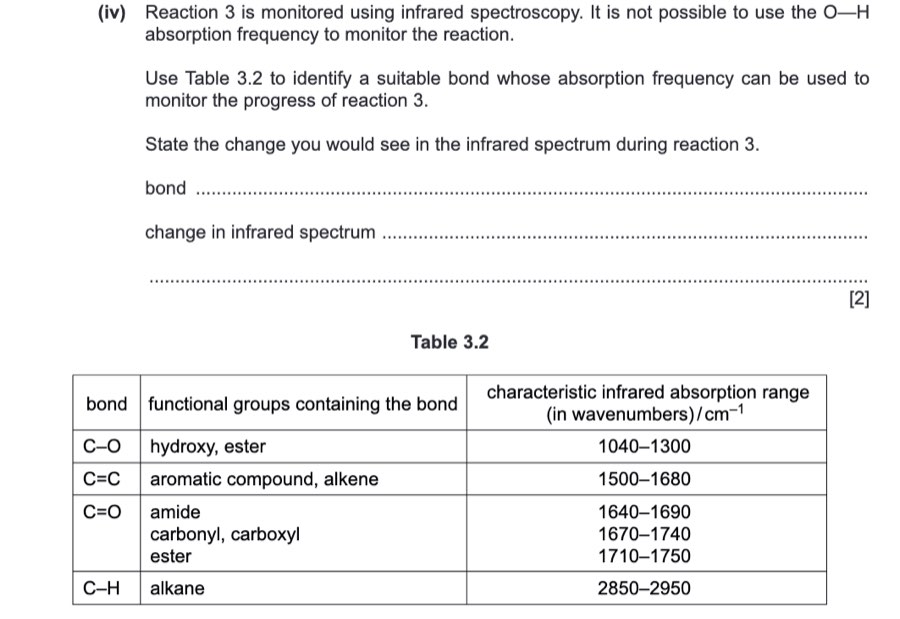 (iv) Reaction 3 is monitored using infrared spectroscopy. It is not possible to use the O—H
absorption frequency to monitor the reaction.
Use Table 3.2 to identify a suitable bond whose absorption frequency can be used to
monitor the progress of reaction 3.
State the change you would see in the infrared spectrum during reaction 3.
bond ........................................................................................................................
change in infrared spectrum ........................................................................................
................................................................................................................................
[2]
Table 3.2
bond functional groups containing the bond characteristic infrared absorption range
(in wavenumbers)/cm⁻¹
C–O hydroxy, ester 1040–1300
C=C aromatic compound, alkene 1500–1680
C=O amide 1640–1690
carbonyl, carboxyl 1670–1740
ester 1710–1750
C–H alkane 2850–2950